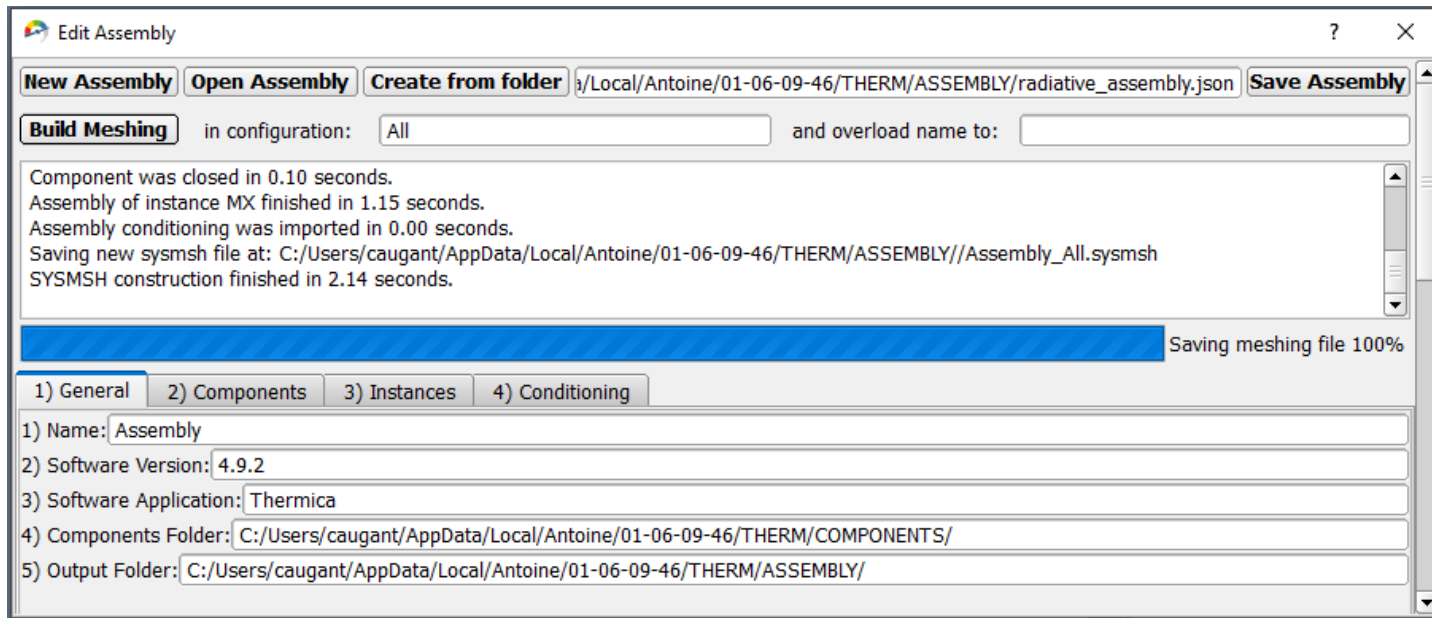 Edit Assembly ? ×
New Assembly Open Assembly Create from folder /Local/Antoine/01-06-09-46/THERM/ASSEMBLY/radiative_assembly.json Save Assembly
Build Meshing in configuration: All and overload name to:
Component was closed in 0.10 seconds.
Assembly of instance MX finished in 1.15 seconds.
Assembly conditioning was imported in 0.00 seconds.
Saving new sysmsh file at: C:/Users/caugant/AppData/Local/Antoine/01-06-09-46/THERM/ASSEMBLY//Assembly_All.sysmsh
SYSMSH construction finished in 2.14 seconds.
Saving meshing file 100%
1) General 2) Components 3) Instances 4) Conditioning
1) Name: Assembly
2) Software Version: 4.9.2
3) Software Application: Thermica
4) Components Folder: C:/Users/caugant/AppData/Local/Antoine/01-06-09-46/THERM/COMPONENTS/
5) Output Folder: C:/Users/caugant/AppData/Local/Antoine/01-06-09-46/THERM/ASSEMBLY/